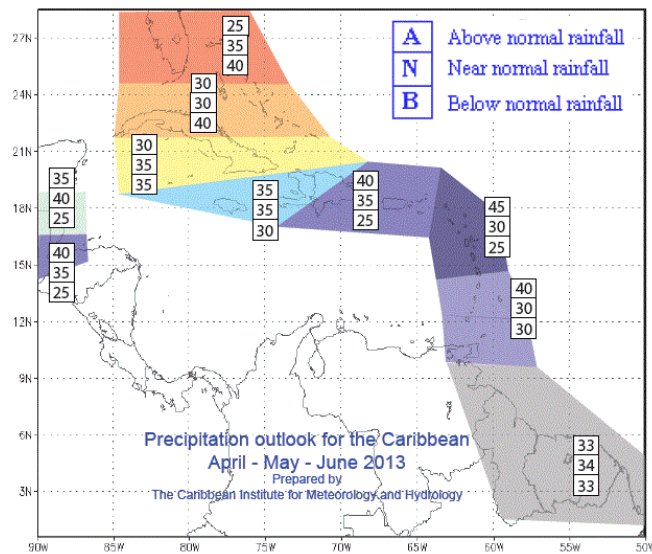 27N
24N
21N
18N
15N
12N
9N
6N
3N
25
35
40
A Above normal rainfall
N Near normal rainfall
B Below normal rainfall
30
30
40
30
35
35
35
40
25
40
35
25
35
35
30
40
35
25
45
30
25
40
30
30
33
34
33
Precipitation outlook for the Caribbean
April - May - June 2013
Prepared by
The Caribbean Institute for Meteorology and Hydrology
90W 85W 80W 75W 70W 65W 60W 55W 50W